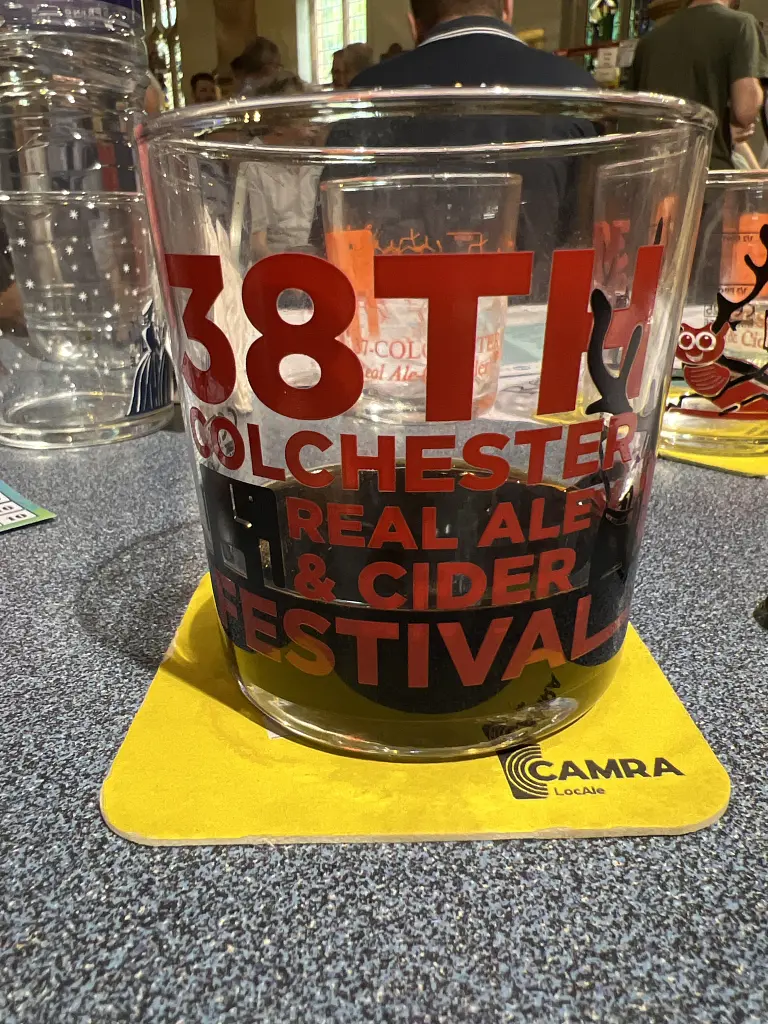 38TH
COLCHESTER
REAL ALE
& CIDER
FESTIVAL
CAMRA
LocAle